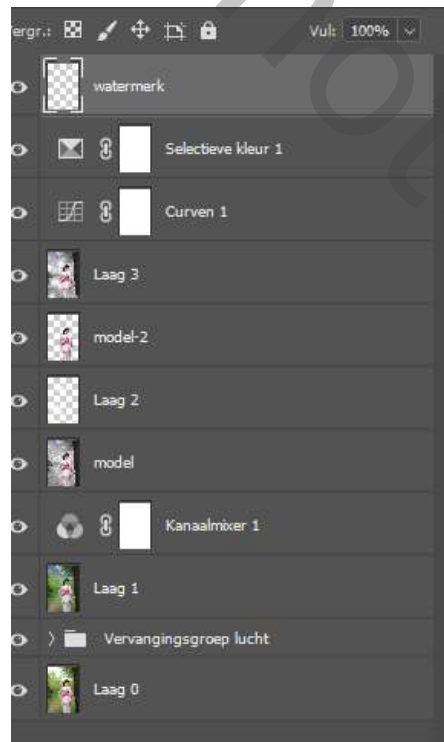 ergr.: Vul: 100%
watermerk
Selectieve kleur 1
Curven 1
Laag 3
model-2
Laag 2
model
Kanaalmixer 1
Laag 1
Vervangingsgroep lucht
Laag 0